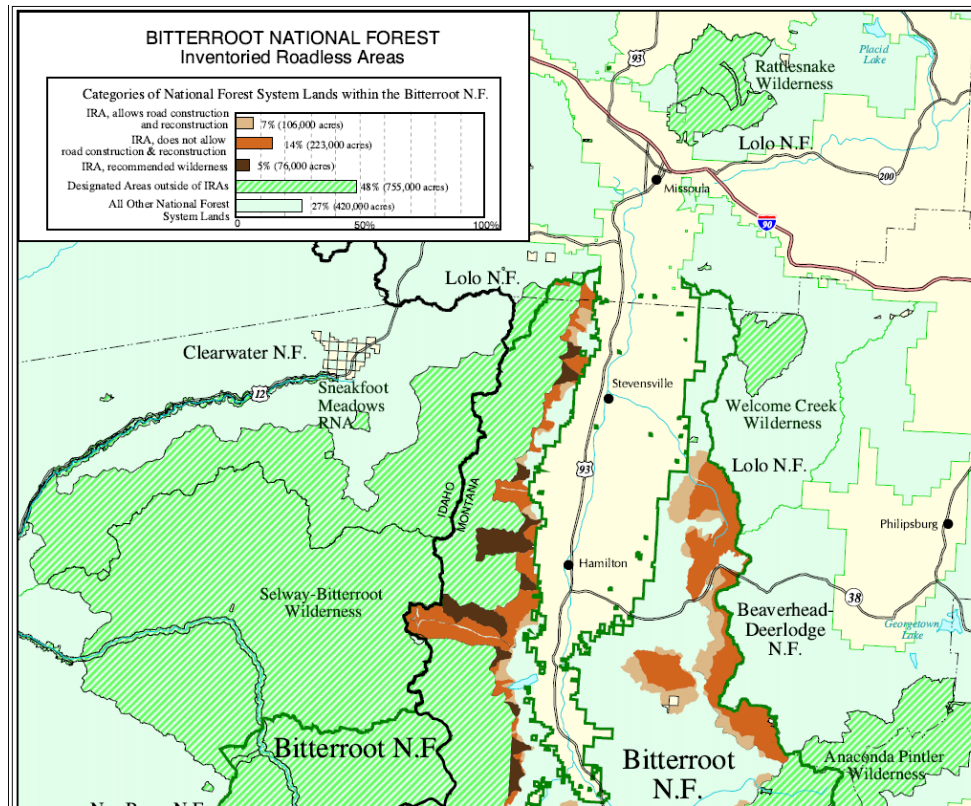 BITTERROOT NATIONAL FOREST
Inventoried Roadless Areas
Categories of National Forest System Lands within the Bitterroot N.F.
IRA, allows road construction
and reconstruction
7% (106,000 acres)
IRA, does not allow
road construction & reconstruction
14% (223,000 acres)
IRA, recommended wilderness
5% (76,000 acres)
Designated Areas outside of IRAs
48% (755,000 acres)
All Other National Forest
System Lands
27% (420,000 acres)
0%
50%
100%
93
Placid
Lake
Rattlesnake
Wilderness
Lolo N.F.
200
Missoula
90
Lolo N.F.
Clearwater N.F.
12
Sneakfoot
Meadows
RNA
Stevensville
Welcome Creek
Wilderness
93
Lolo N.F.
IDAHO
MONTANA
Philipsburg
Hamilton
Selway-Bitterroot
Wilderness
38
Beaverhead-
Deerlodge
N.F.
Georgetown
Lake
Bitterroot N.F.
Bitterroot
N.F.
Anaconda Pintler
Wilderness